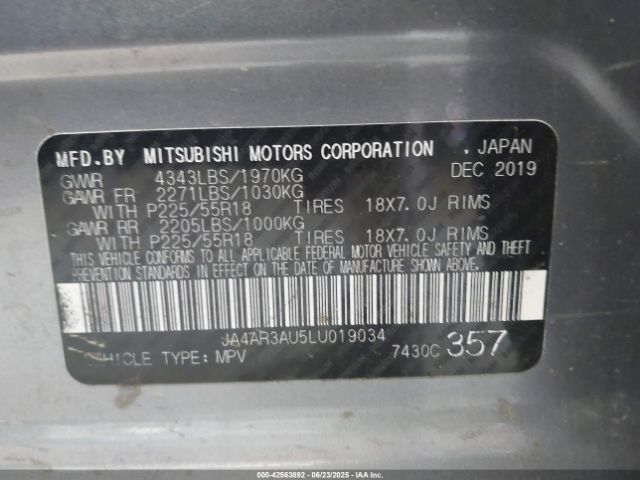 MFD.BY MITSUBISHI MOTORS CORPORATION , JAPAN
GWR 4343LBS/1970KG DEC 2019
GAWR FR 2271LBS/1030KG
WITH P225/55R18 TIRES 18X7.0J RIMS
GAWR RR 2205LBS/1000KG
WITH P225/55R18 TIRES 18X7.0J RIMS
THIS VEHICLE CONFORMS TO ALL APPLICABLE FEDERAL MOTOR VEHICLE SAFETY AND THEFT
PREVENTION STANDARDS IN EFFECT ON THE DATE OF MANUFACTURE SHOWN ABOVE.
JA4AR3AU5LU019034
VEHICLE TYPE: MPV 7430C 357
000-42563892 - 06/23/2025 - IAAI.COM